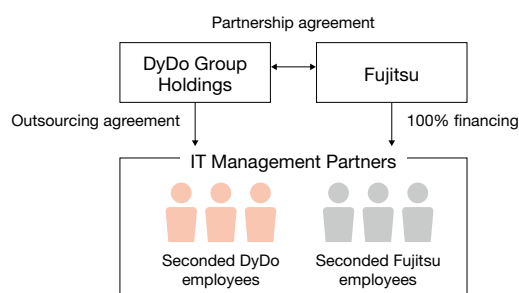 Partnership agreement
DyDo Group
Holdings
Fujitsu
Outsourcing agreement
100% financing
IT Management Partners
Seconded DyDo
employees
Seconded Fujitsu
employees